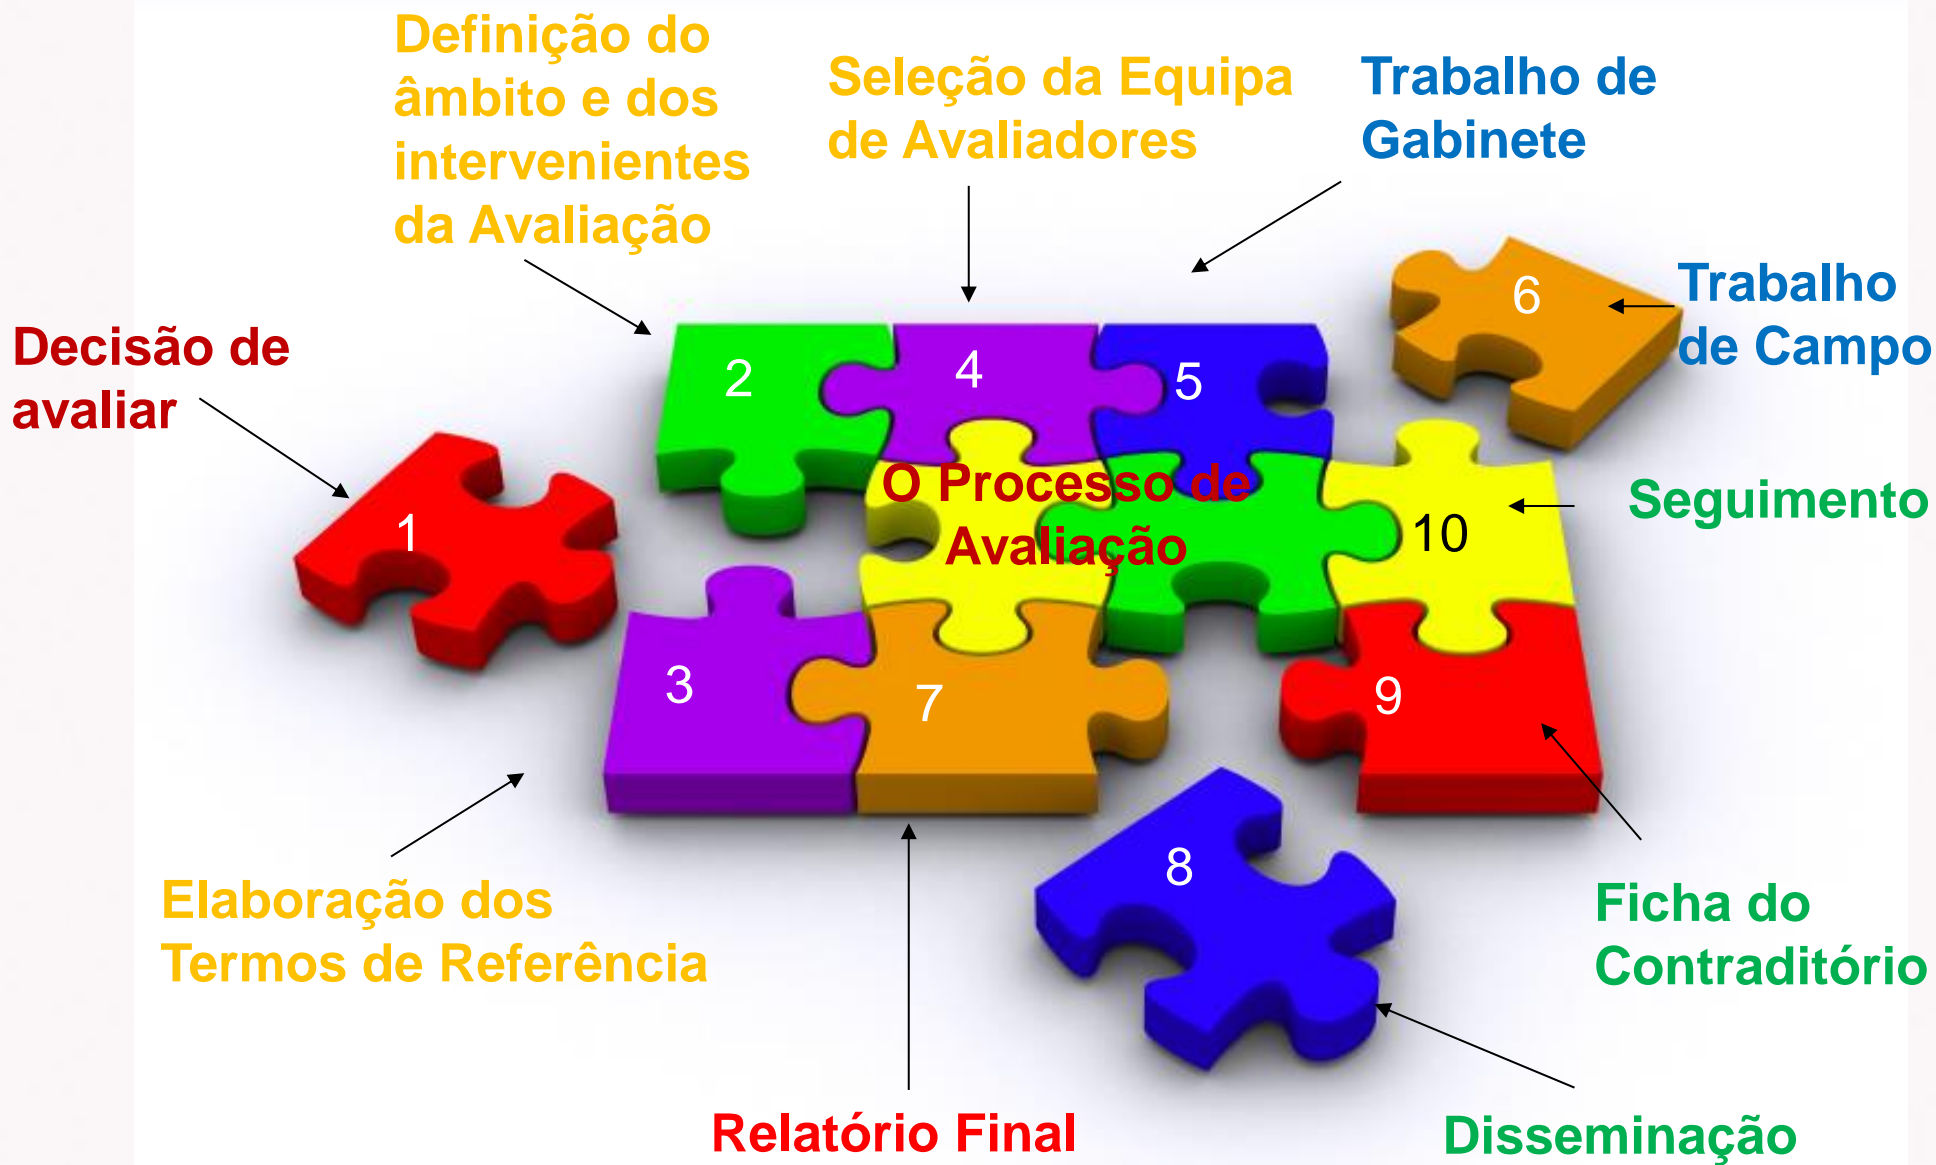 Definição do
âmbito e dos
intervenientes
da Avaliação
Seleção da Equipa
de Avaliadores
Trabalho de
Gabinete
Trabalho
de Campo
Decisão de
avaliar
1
2
4
5
6
O Processo de
Avaliação
10
Seguimento
3
7
9
8
Elaboração dos
Termos de Referência
Ficha do
Contraditório
Relatório Final
Disseminação